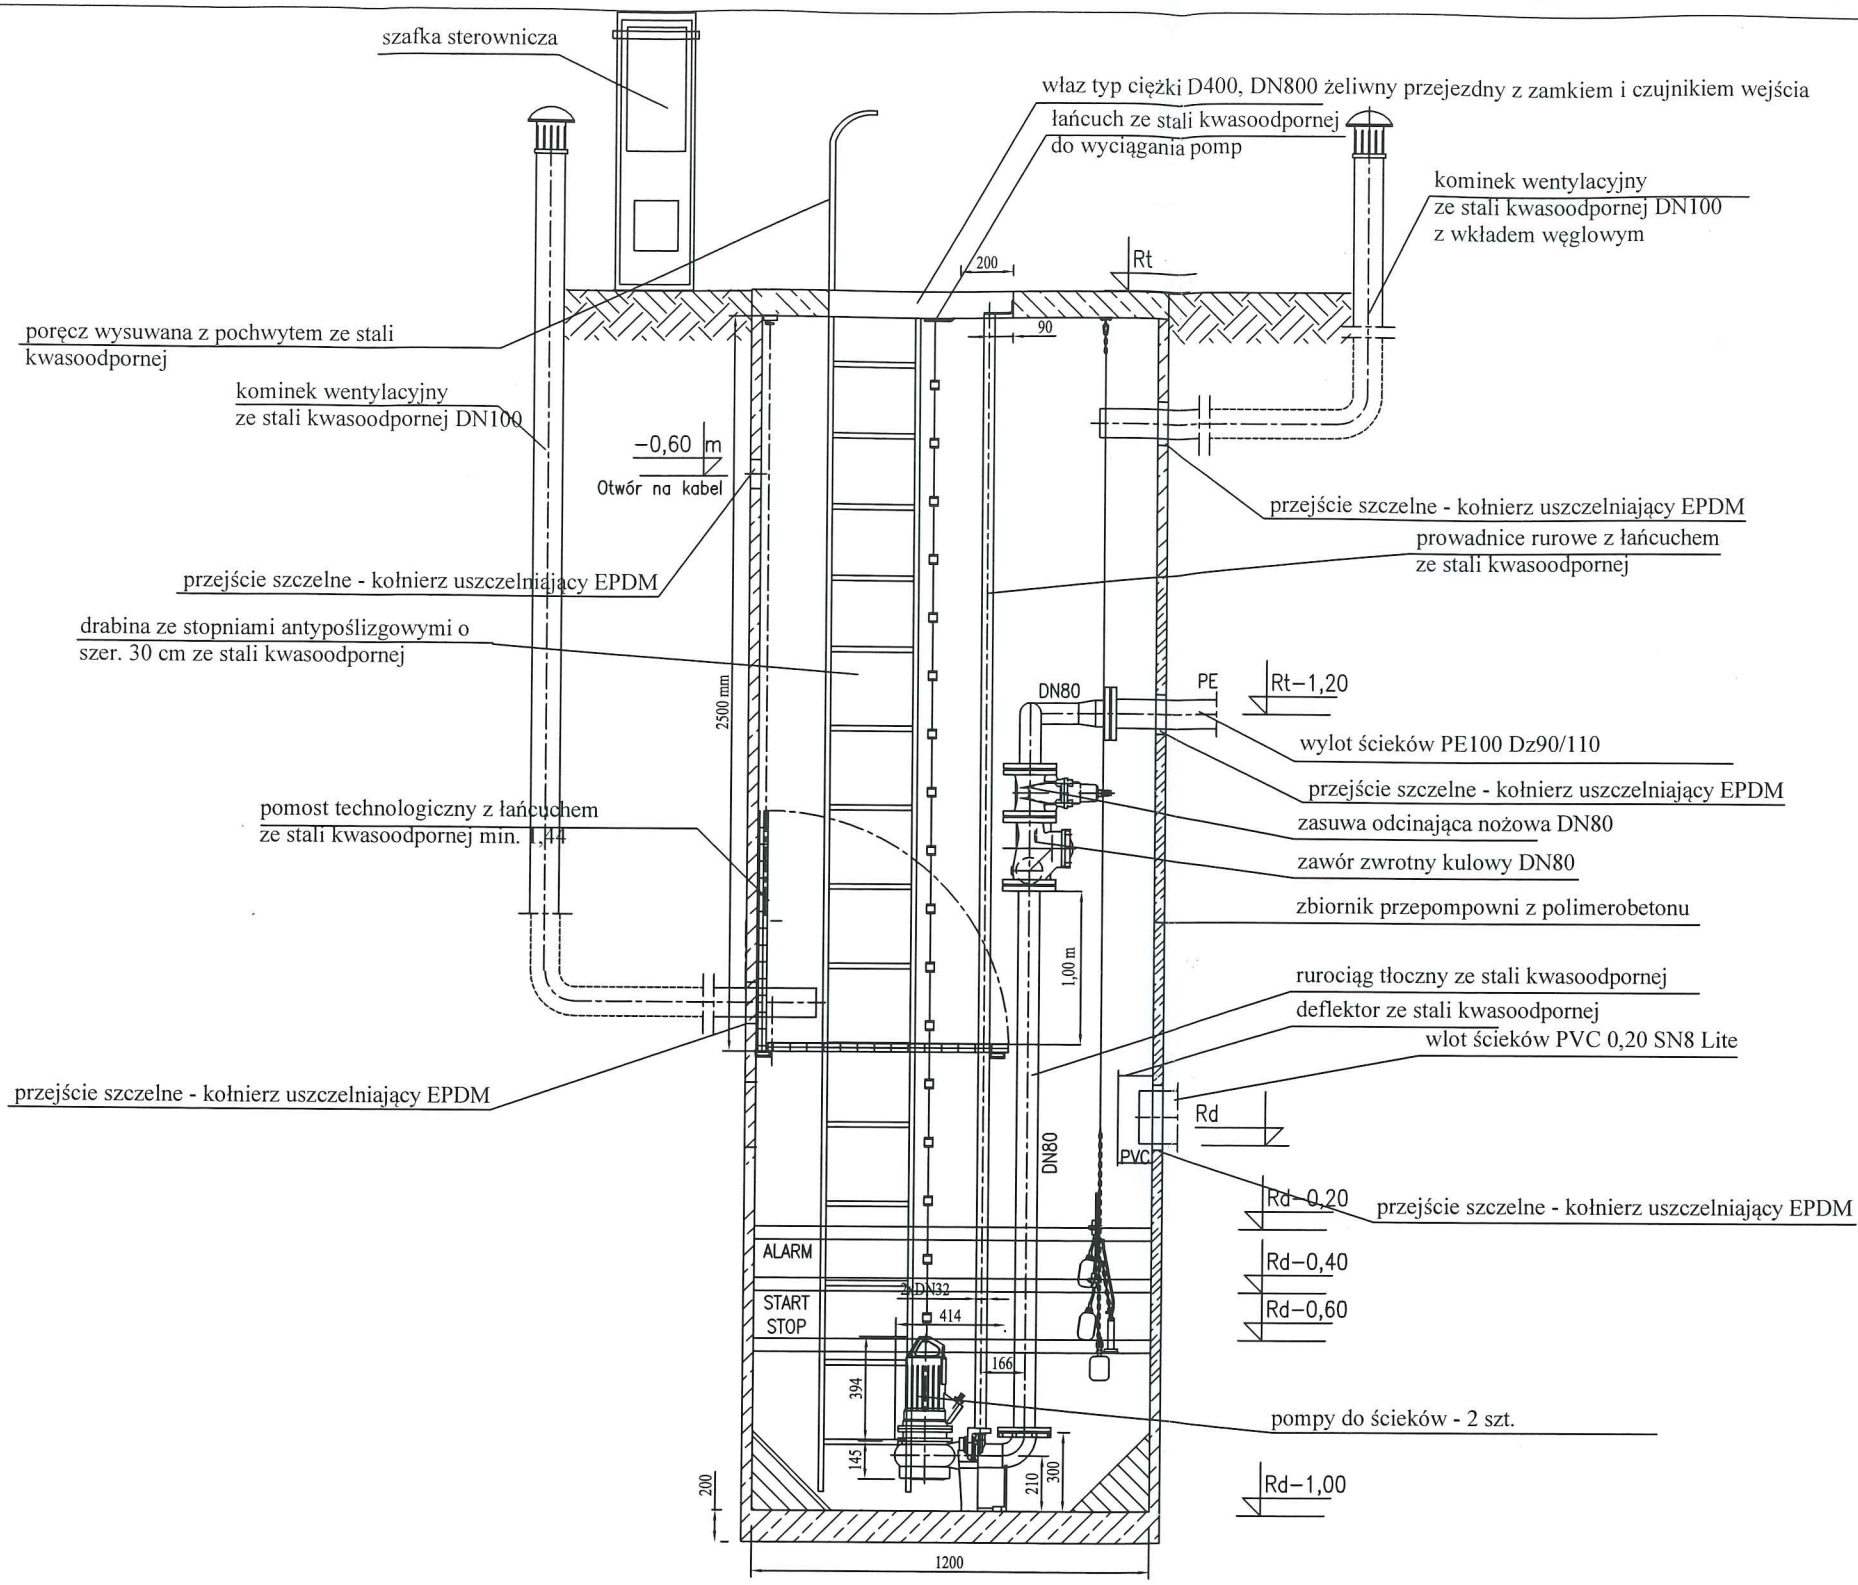 szafka sterownicza
właz typ ciężki D400, DN800 żeliwny przejezdny z zamkiem i czujnikiem wejścia
łańcuch ze stali kwasoodpornej
do wyciągania pomp
kominek wentylacyjny
ze stali kwasoodpornej DN100
z wkładem węglowym
Rt
200
90
poręcz wysuwana z pochwytem ze stali
kwasoodpornej
kominek wentylacyjny
ze stali kwasoodpornej DN100
-0,60 m
Otwór na kabel
przejście szczelne - kołnierz uszczelniający EPDM
prowadnice rurowe z łańcuchem
ze stali kwasoodpornej
przejście szczelne - kołnierz uszczelniający EPDM
drabina ze stopniami antypoślizgowymi o
szer. 30 cm ze stali kwasoodpornej
2500 mm
DN80
PE
Rt-1,20
wylot ścieków PE100 Dz90/110
przejście szczelne - kołnierz uszczelniający EPDM
pomost technologiczny z łańcuchem
ze stali kwasoodpornej min. 1,44
zasuwa odcinająca nożowa DN80
zawór zwrotny kulowy DN80
zbiornik przepompowni z polimerobetonu
1,00 m
rurociąg tłoczny ze stali kwasoodpornej
deflektor ze stali kwasoodpornej
wlot ścieków PVC 0,20 SN8 Lite
przejście szczelne - kołnierz uszczelniający EPDM
Rd
DN80
PVC
Rd-0,20
przejście szczelne - kołnierz uszczelniający EPDM
ALARM
Rd-0,40
2xDN32
START
STOP
414
Rd-0,60
166
394
pompy do ścieków - 2 szt.
145
210
300
200
Rd-1,00
1200